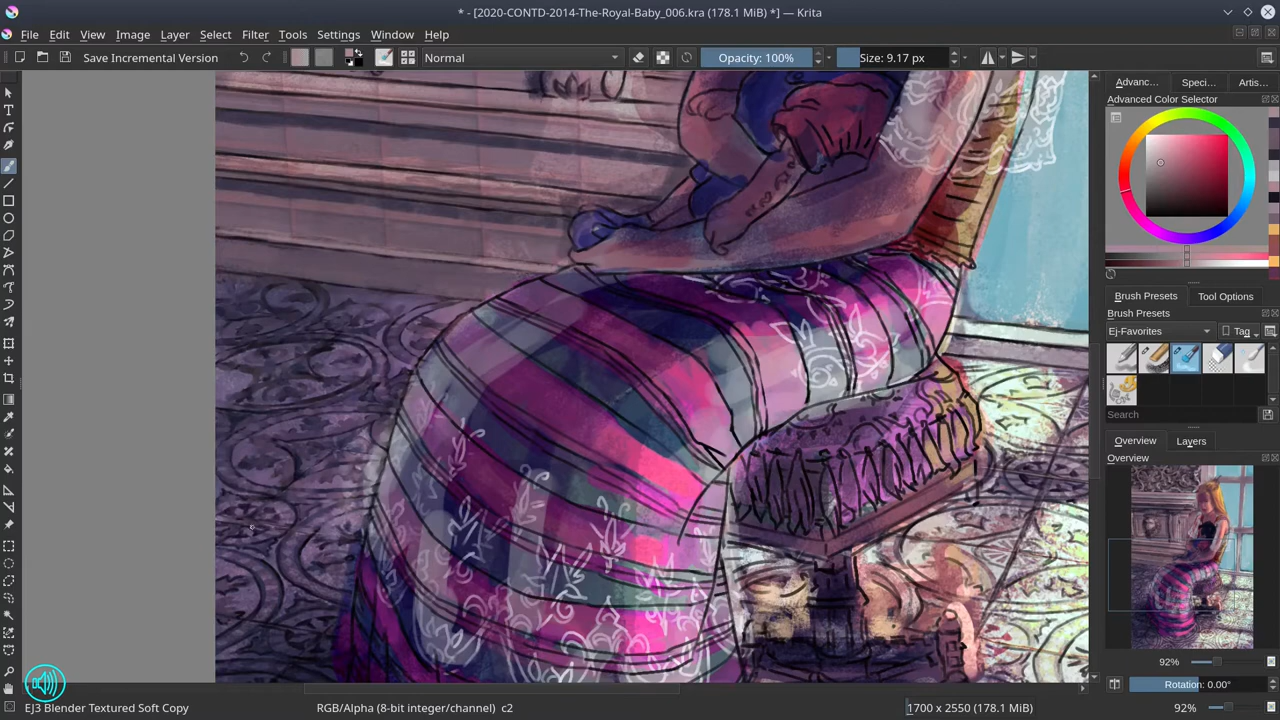 * - [2020-CONTD-2014-The-Royal-Baby_006.kra (178.1 MiB) *] — Krita
File Edit View Image Layer Select Filter Tools Settings Window Help
Save Incremental Version Normal Opacity: 100% Size: 9.17 px
Advanc... Speci... Artis...
Advanced Color Selector
Brush Presets Tool Options
Brush Presets
Ej-Favorites Tag
Search
Overview Layers
Overview
92%
Rotation: 0.00°
EJ3 Blender Textured Soft Copy RGB/Alpha (8-bit integer/channel) c2 1700 x 2550 (178.1 MiB) 92%